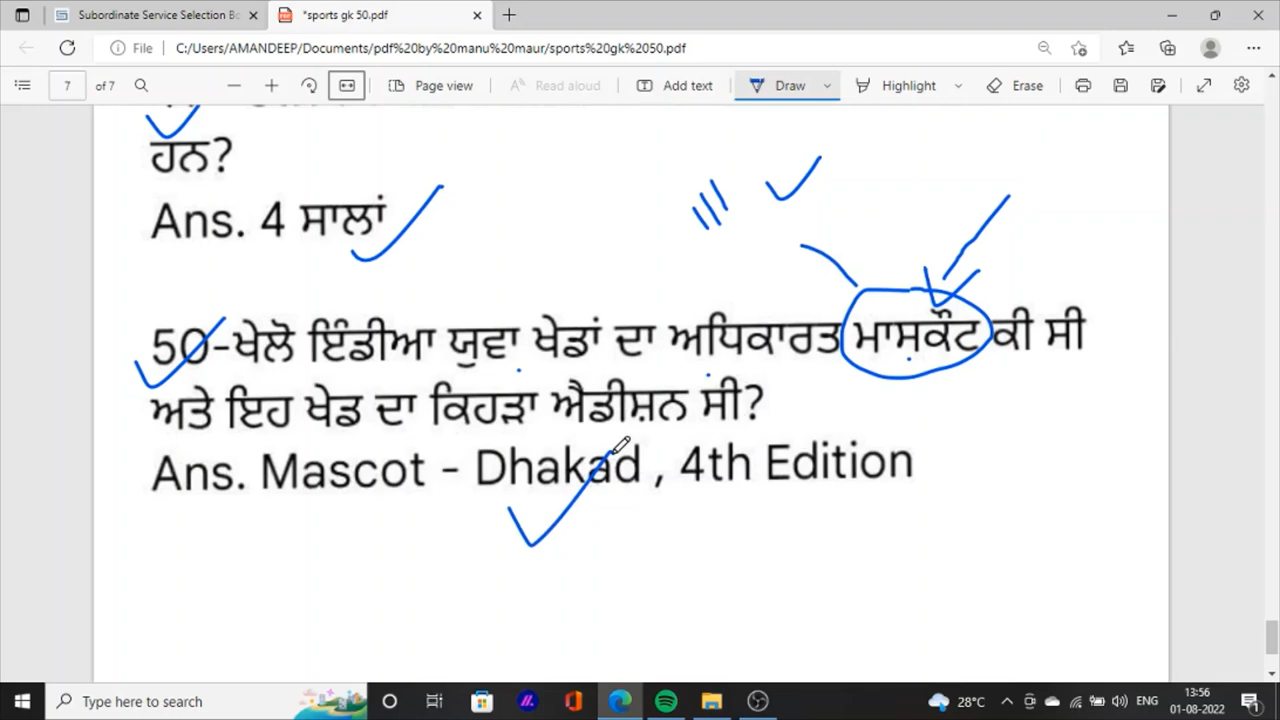 Subordinate Service Selection Bo
*sports gk 50.pdf
File C:/Users/AMANDEEP/Documents/pdf%20by%20manu%20maur/sports%20gk%2050.pdf
7 of 7 Page view Read aloud Add text Draw Highlight Erase
ਹਨ?
Ans. 4 ਸਾਲਾਂ
50-ਖੇਲੋ ਇੰਡੀਆ ਯੁਵਾ ਖੇਡਾਂ ਦਾ ਅਧਿਕਾਰਤ ਮਾਸਕੌਟ ਕੀ ਸੀ
ਅਤੇ ਇਹ ਖੇਡ ਦਾ ਕਿਹੜਾ ਐਡੀਸ਼ਨ ਸੀ?
Ans. Mascot - Dhakad , 4th Edition
Type here to search 28°C ENG 13:56
01-08-2022